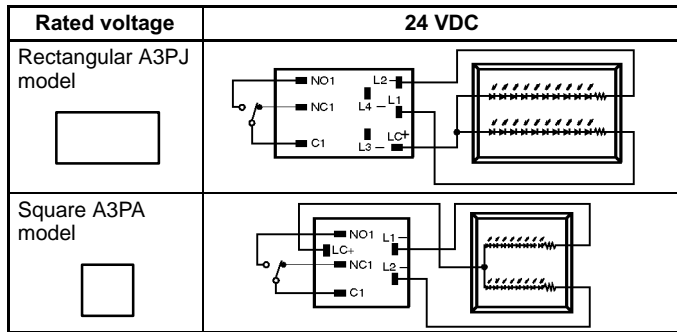 Rated voltage
24 VDC
Rectangular A3PJ
model
NO1
L2–
NC1
L4 –
L1
–
C1
L3 –
LC+
Square A3PA
model
NO1
L1–
LC+
NC1
L2–
C1